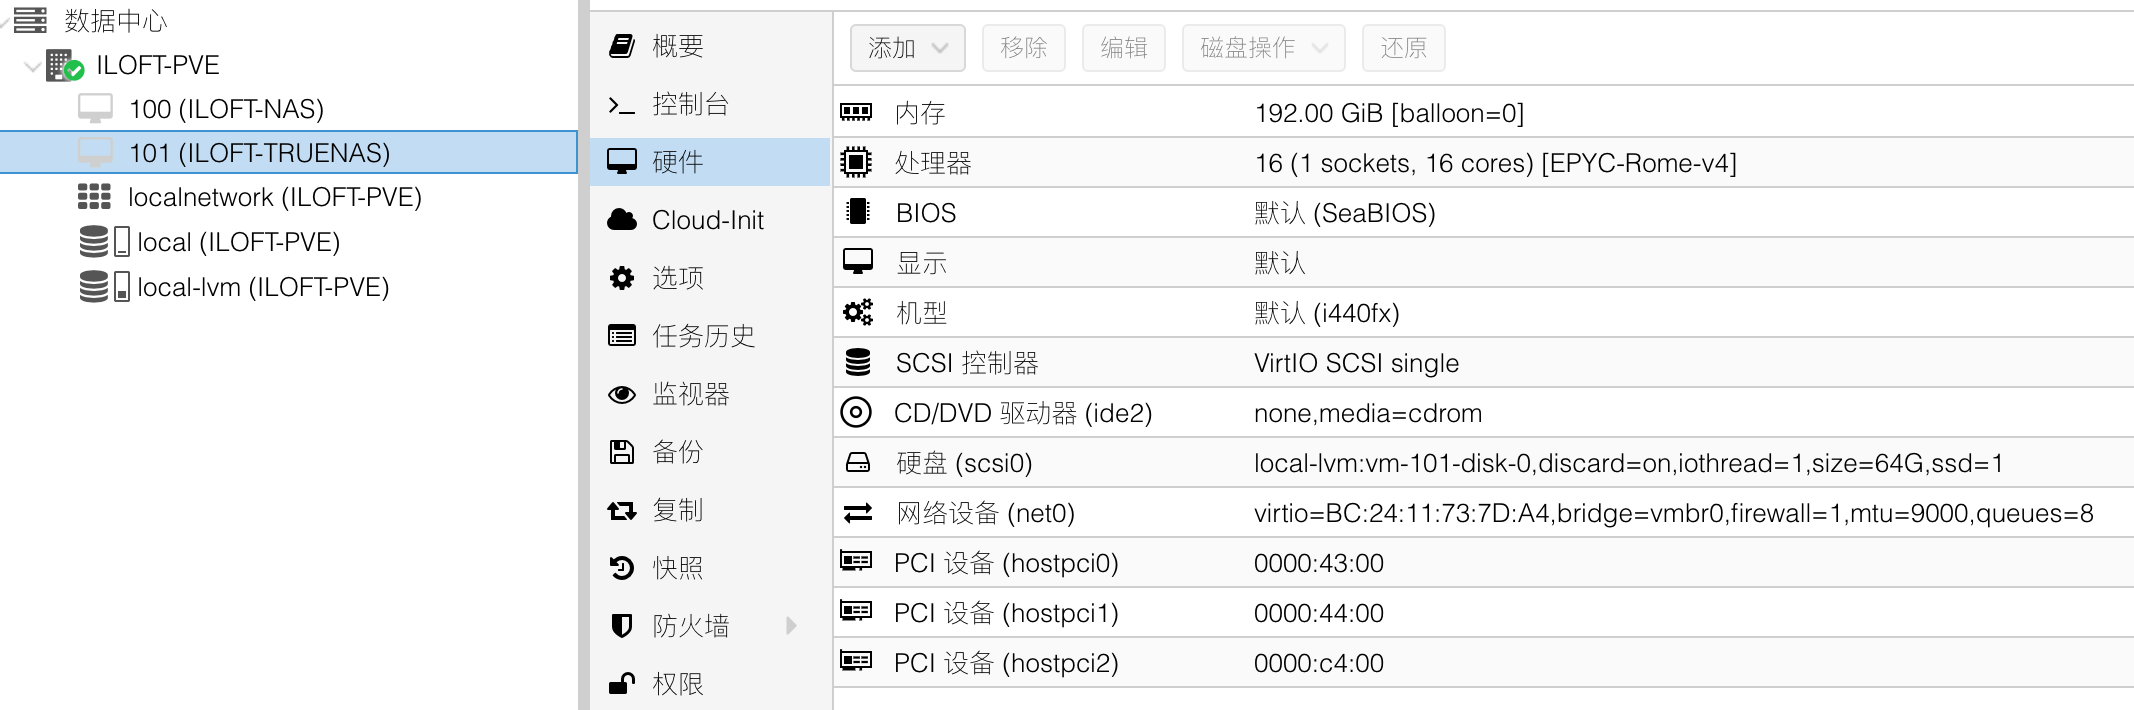 数据中心
ILOFT-PVE
100 (ILOFT-NAS)
101 (ILOFT-TRUENAS)
localnetwork (ILOFT-PVE)
local (ILOFT-PVE)
local-lvm (ILOFT-PVE)
概要
控制台
硬件
Cloud-Init
选项
任务历史
监视器
备份
复制
快照
防火墙
权限
添加 移除 编辑 磁盘操作 还原
内存 192.00 GiB [balloon=0]
处理器 16 (1 sockets, 16 cores) [EPYC-Rome-v4]
BIOS 默认 (SeaBIOS)
显示 默认
机型 默认 (i440fx)
SCSI 控制器 VirtIO SCSI single
CD/DVD 驱动器 (ide2) none,media=cdrom
硬盘 (scsi0) local-lvm:vm-101-disk-0,discard=on,iothread=1,size=64G,ssd=1
网络设备 (net0) virtio=BC:24:11:73:7D:A4,bridge=vmbr0,firewall=1,mtu=9000,queues=8
PCI 设备 (hostpci0) 0000:43:00
PCI 设备 (hostpci1) 0000:44:00
PCI 设备 (hostpci2) 0000:c4:00